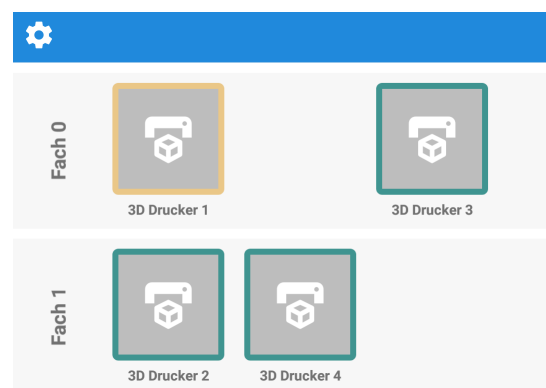 Fach 0
3D Drucker 1
3D Drucker 3
Fach 1
3D Drucker 2
3D Drucker 4